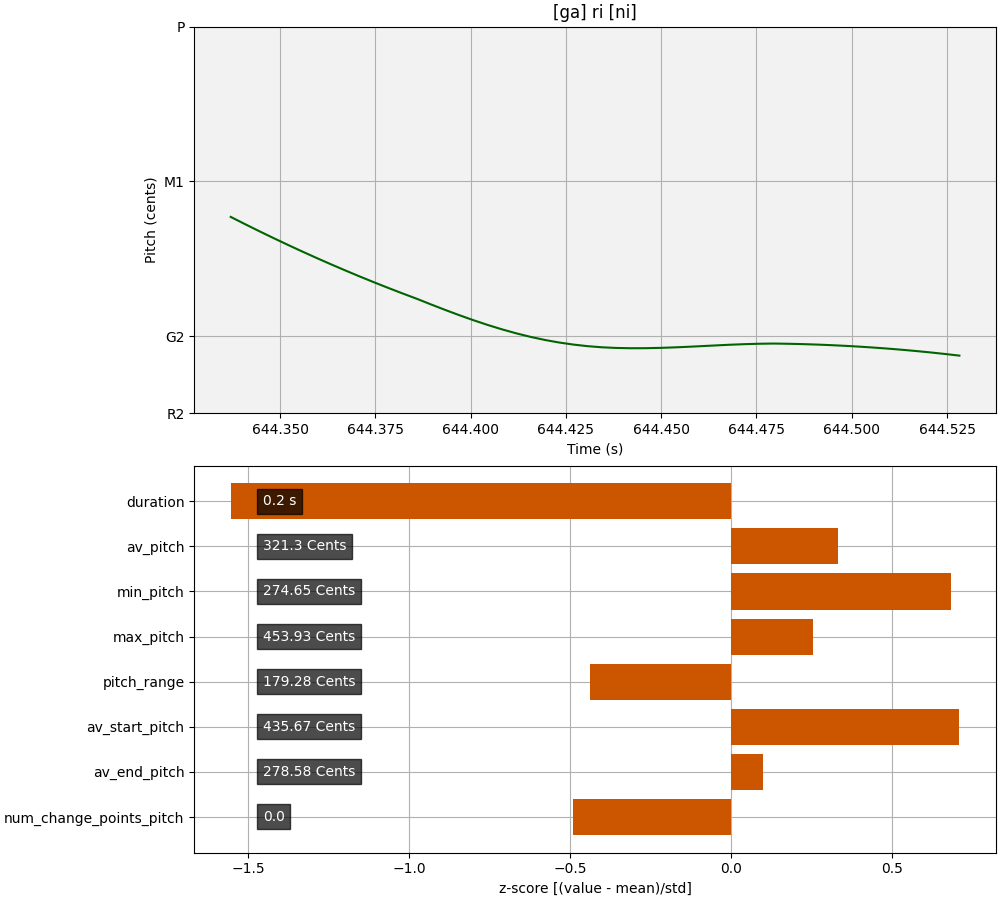 [ga] ri [ni]
P
M1
G2
R2
Pitch (cents)
644.350 644.375 644.400 644.425 644.450 644.475 644.500 644.525
Time (s)
duration 0.2 s
av_pitch 321.3 Cents
min_pitch 274.65 Cents
max_pitch 453.93 Cents
pitch_range 179.28 Cents
av_start_pitch 435.67 Cents
av_end_pitch 278.58 Cents
num_change_points_pitch 0.0
−1.5 −1.0 −0.5 0.0 0.5
z-score [(value - mean)/std]